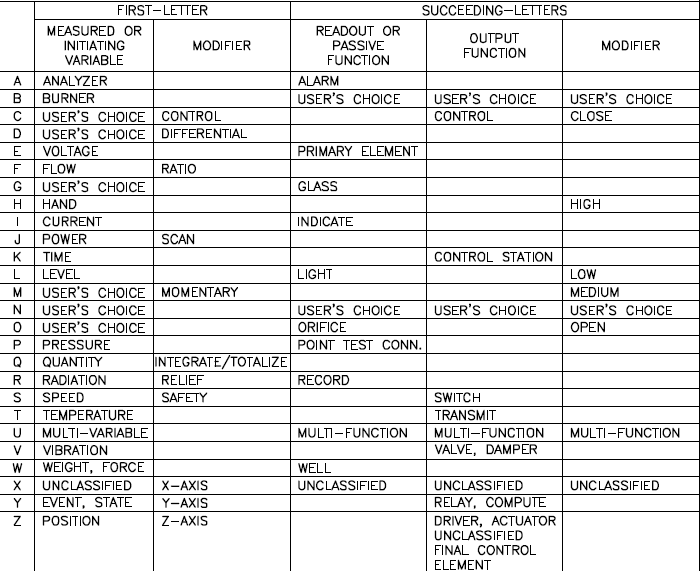 FIRST-LETTER SUCCEEDING-LETTERS
MEASURED OR INITIATING VARIABLE MODIFIER READOUT OR PASSIVE FUNCTION OUTPUT FUNCTION MODIFIER
A ANALYZER ALARM
B BURNER USER'S CHOICE USER'S CHOICE USER'S CHOICE
C USER'S CHOICE CONTROL CONTROL CLOSE
D USER'S CHOICE DIFFERENTIAL
E VOLTAGE PRIMARY ELEMENT
F FLOW RATIO
G USER'S CHOICE GLASS
H HAND HIGH
I CURRENT INDICATE
J POWER SCAN
K TIME CONTROL STATION
L LEVEL LIGHT LOW
M USER'S CHOICE MOMENTARY MEDIUM
N USER'S CHOICE USER'S CHOICE USER'S CHOICE USER'S CHOICE
O USER'S CHOICE ORIFICE OPEN
P PRESSURE POINT TEST CONN.
Q QUANTITY INTEGRATE/TOTALIZE
R RADIATION RELIEF RECORD
S SPEED SAFETY SWITCH
T TEMPERATURE TRANSMIT
U MULTI-VARIABLE MULTI-FUNCTION MULTI-FUNCTION MULTI-FUNCTION
V VIBRATION VALVE, DAMPER
W WEIGHT, FORCE WELL
X UNCLASSIFIED X-AXIS UNCLASSIFIED UNCLASSIFIED UNCLASSIFIED
Y EVENT, STATE Y-AXIS RELAY, COMPUTE
Z POSITION Z-AXIS DRIVER, ACTUATOR
UNCLASSIFIED
FINAL CONTROL
ELEMENT